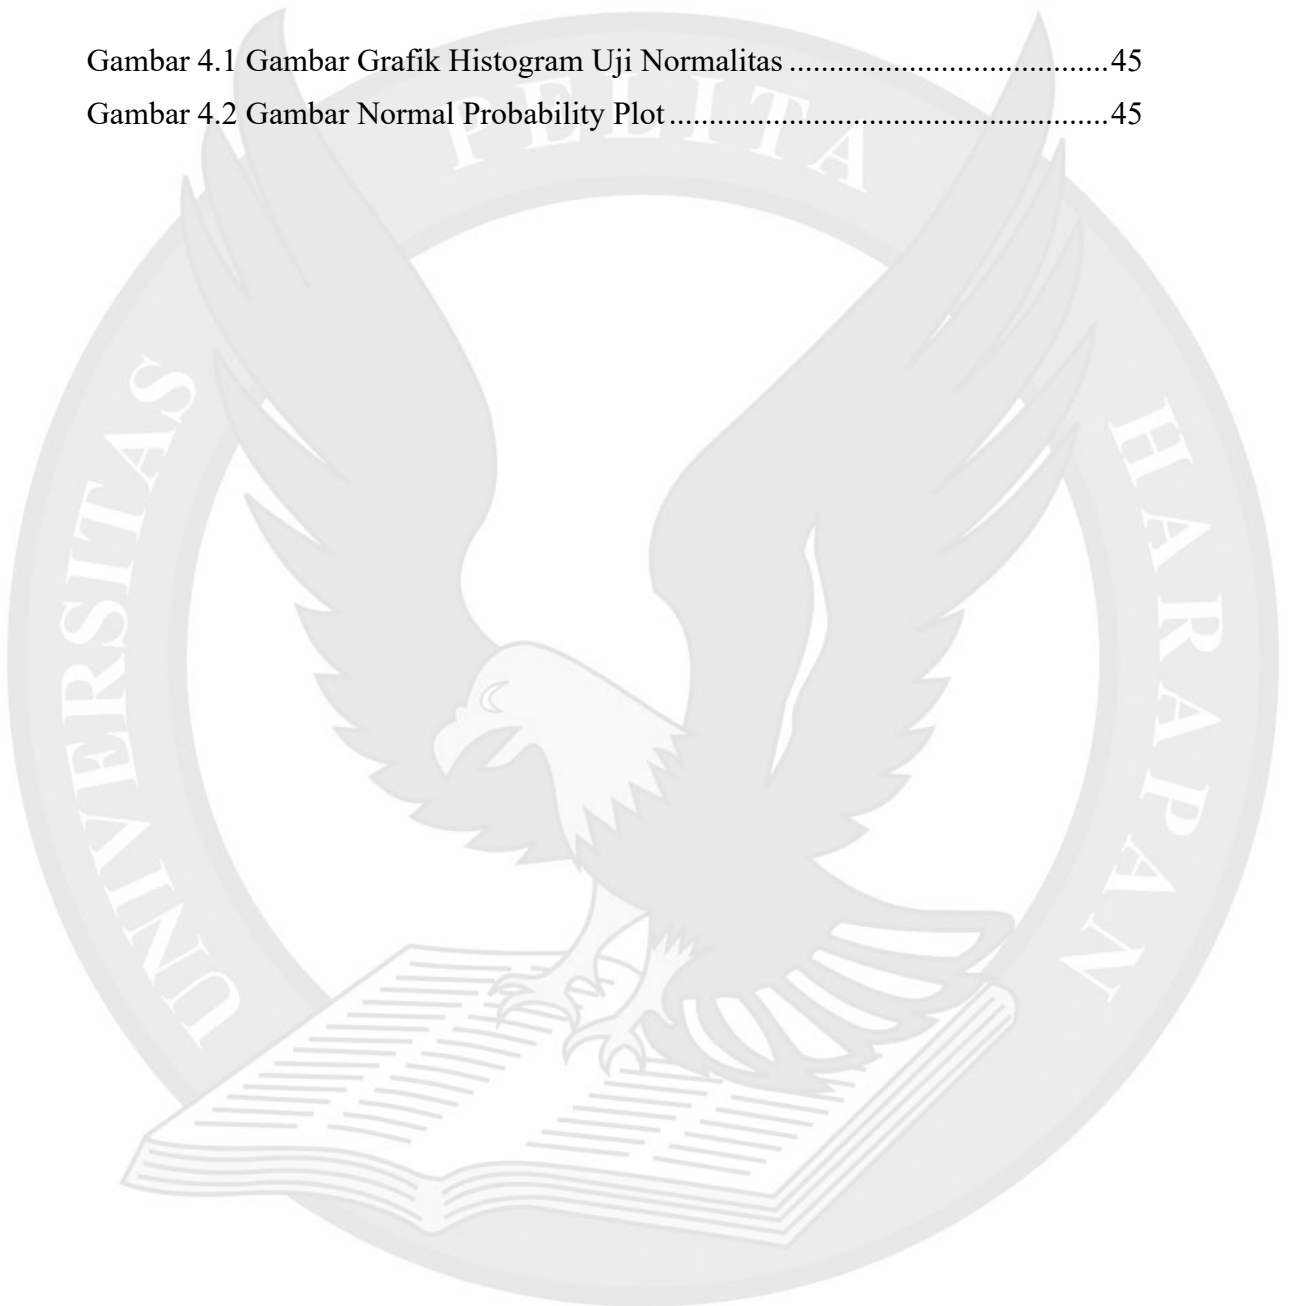 Gambar 4.1 Gambar Grafik Histogram Uji Normalitas ........................................45
Gambar 4.2 Gambar Normal Probability Plot.......................................................45
UNIVERSITAS PELITA HARAPAN